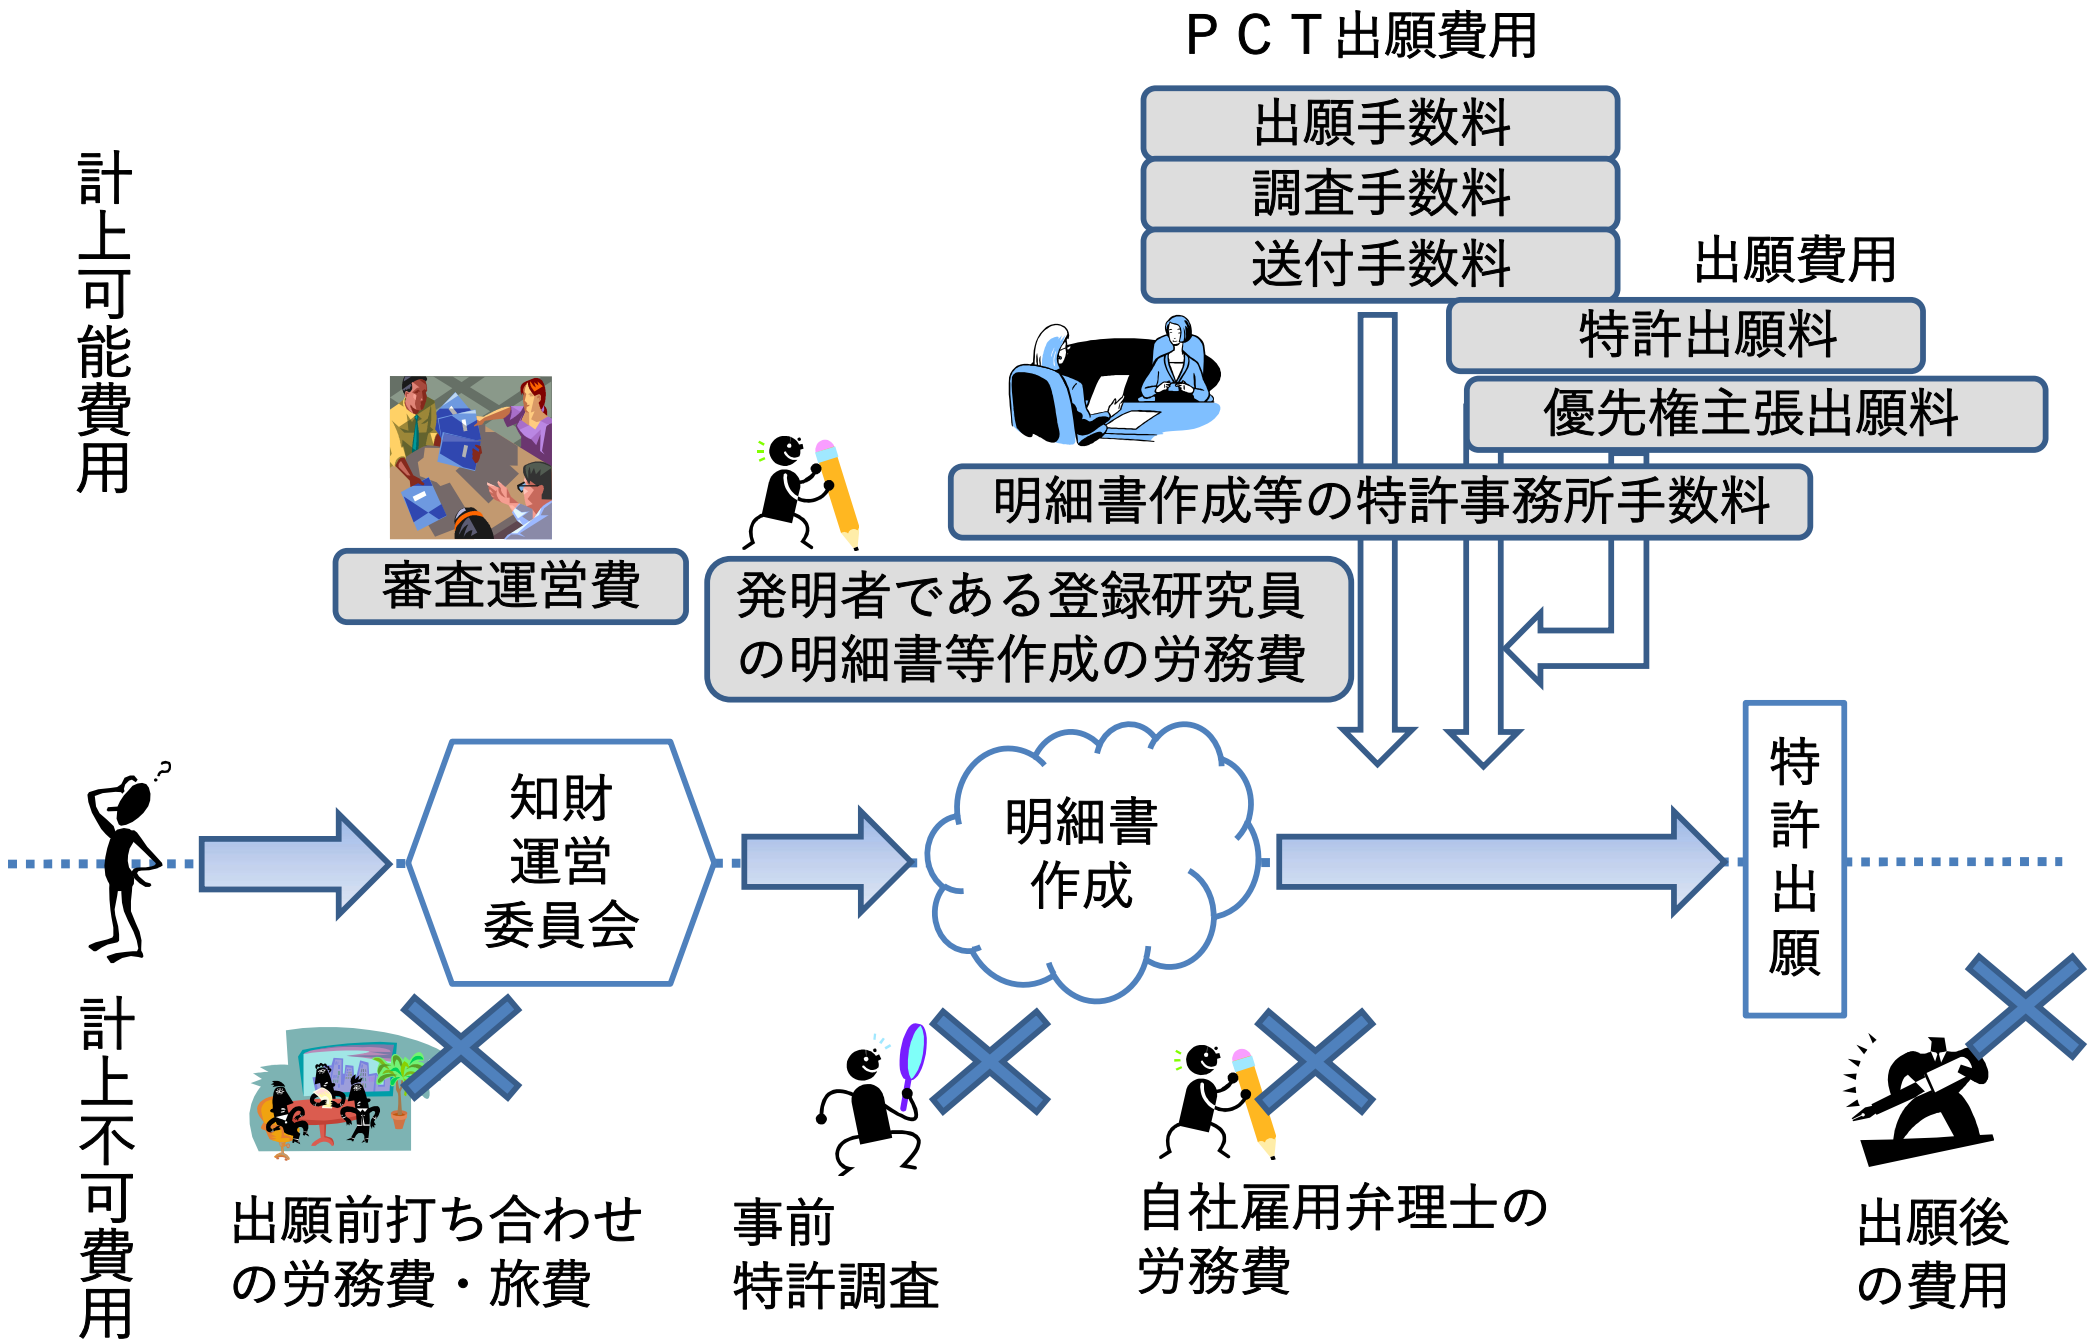 ＰＣＴ出願費用
出願手数料
調査手数料
送付手数料
出願費用
特許出願料
優先権主張出願料
明細書作成等の特許事務所手数料
計上可能費用
審査運営費
発明者である登録研究員
の明細書等作成の労務費
?
知財
運営
委員会
明細書
作成
特許出願
計上不可費用
出願前打ち合わせ
の労務費・旅費
事前
特許調査
自社雇用弁理士の
労務費
出願後
の費用